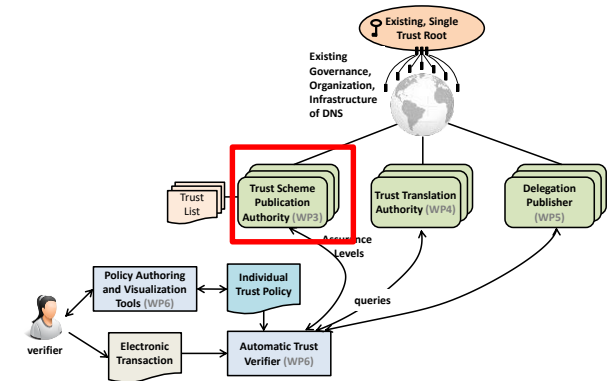 Existing, Single
Trust Root
Existing
Governance,
Organization,
Infrastructure
of DNS
Trust
List
Trust Scheme
Publication
Authority (WP3)
Trust Translation
Authority (WP4)
Delegation
Publisher
(WP5)
Assurance
Levels
Policy Authoring
and Visualization
Tools (WP6)
Individual
Trust Policy
queries
verifier
Electronic
Transaction
Automatic Trust
Verifier (WP6)